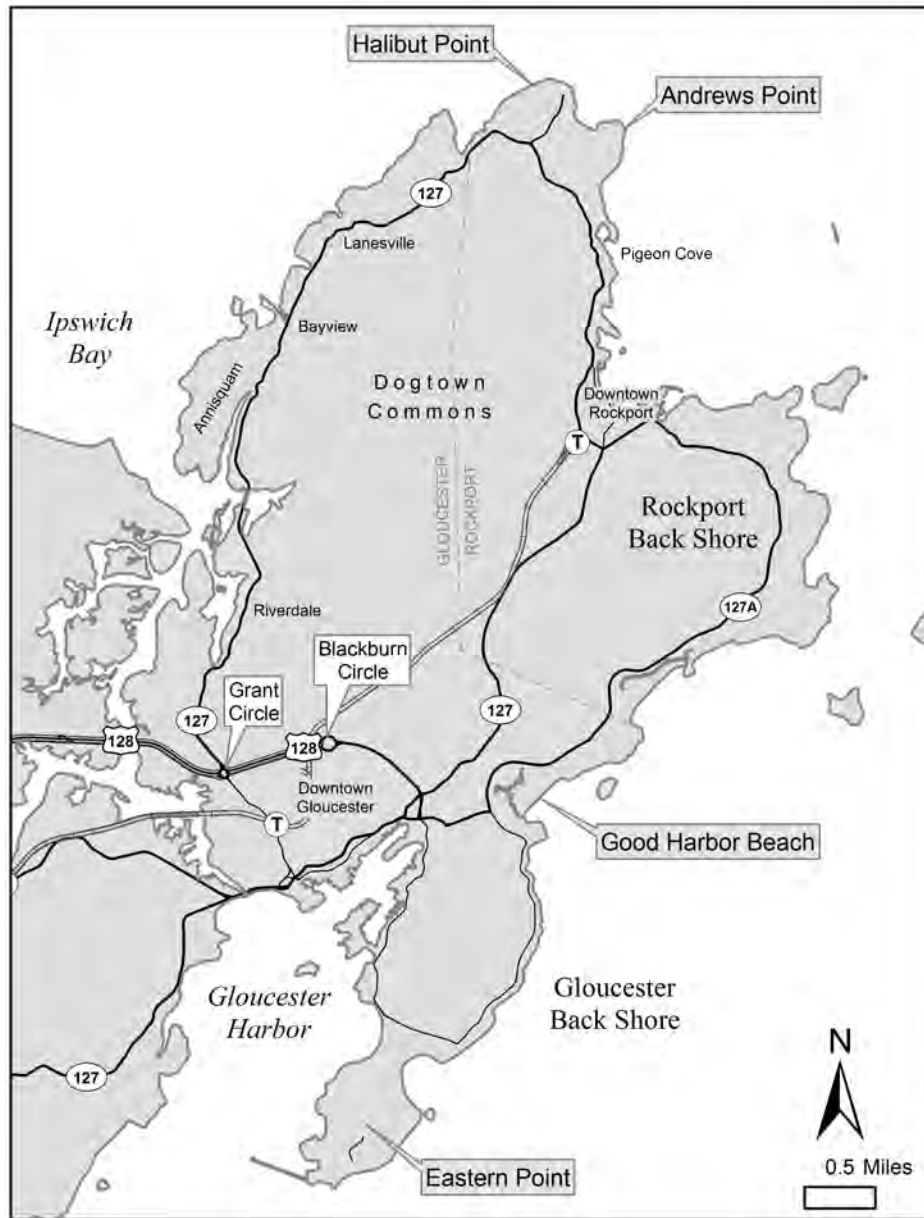 Halibut Point
Andrews Point
127
Lanesville
Pigeon Cove
Ipswich
Bay
Bayview
Annisquam
Dogtown
Commons
Downtown
Rockport
T
GLOUCESTER
ROCKPORT
Rockport
Back Shore
Riverdale
127A
Blackburn
Circle
Grant
Circle
127
127
128
128
Downtown
Gloucester
T
Good Harbor Beach
Gloucester
Harbor
Gloucester
Back Shore
127
N
Eastern Point
0.5 Miles